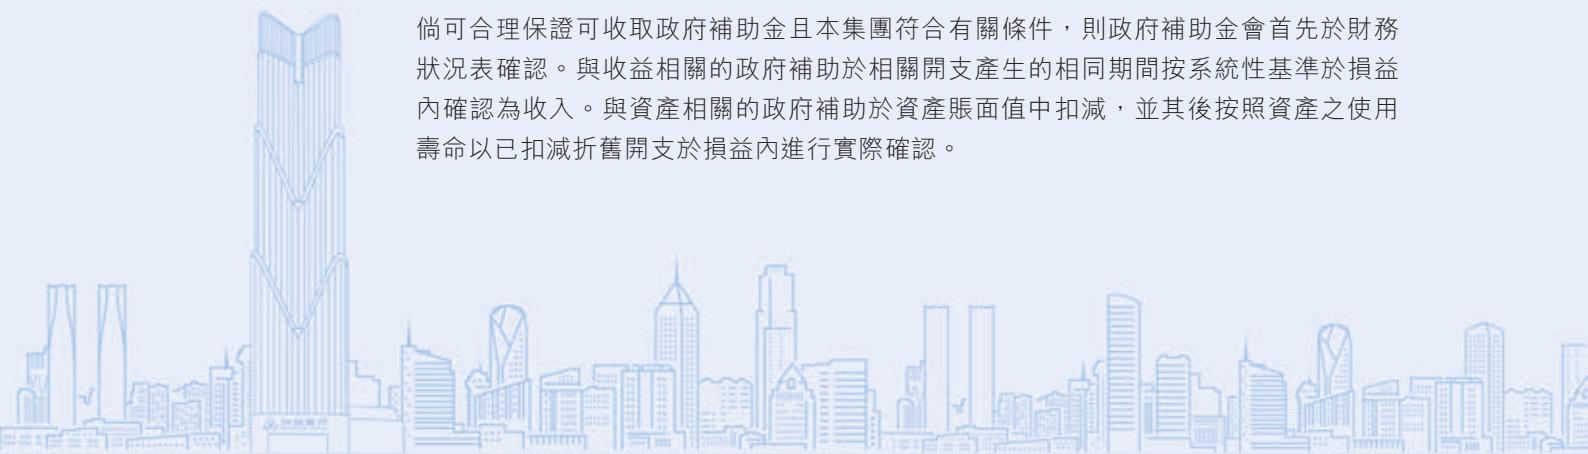 倘可合理保證可收取政府補助金且本集團符合有關條件，則政府補助金會首先於財務
狀況表確認。與收益相關的政府補助於相關開支產生的相同期間按系統性基準於損益
內確認為收入。與資產相關的政府補助於資產賬面值中扣減，並其後按照資產之使用
壽命以已扣減折舊開支於損益內進行實際確認。